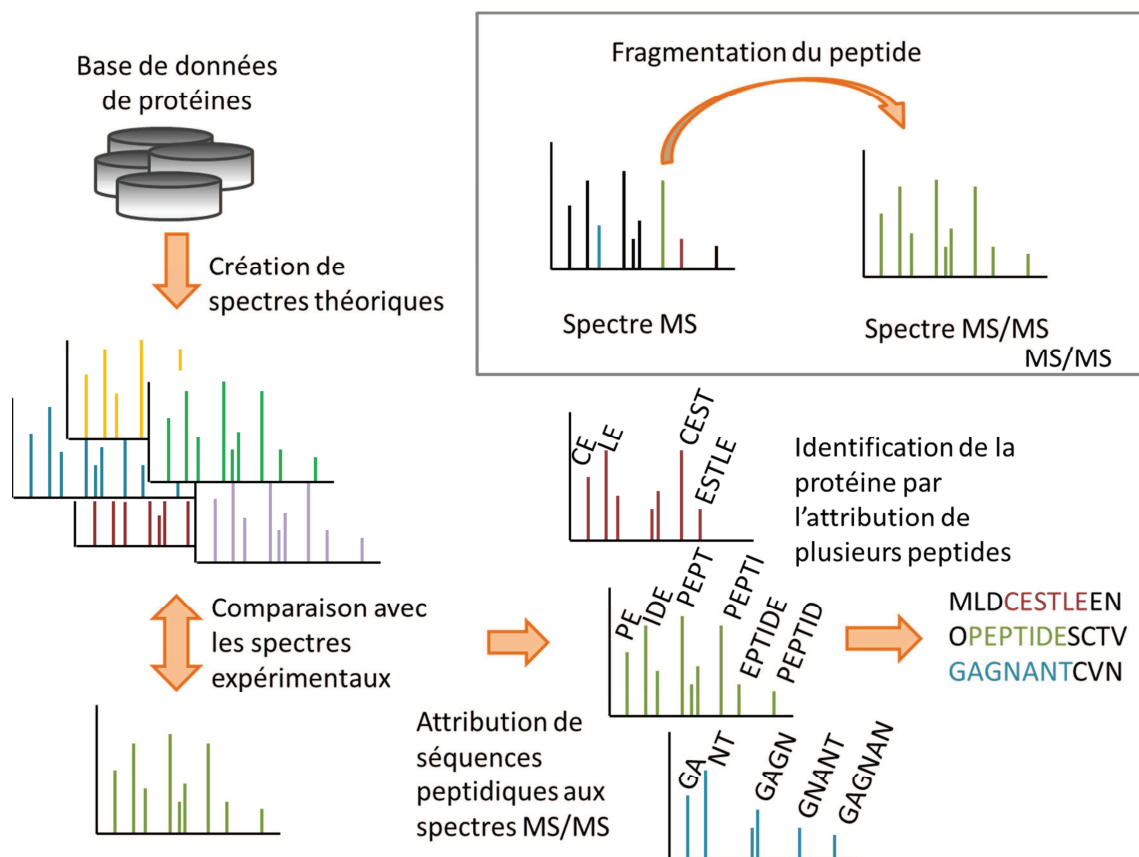 Base de données
de protéines
Création de
spectres théoriques
Fragmentation du peptide
Spectre MS
Spectre MS/MS
MS/MS
Comparaison avec
les spectres
expérimentaux
Attribution de
séquences
peptidiques aux
spectres MS/MS
CE
LE
CEST
ESTLE
PE
IDE
PEPT
PEPTI
EPTIDE
PEPTID
GA
NT
GAGN
GNANT
GAGNAN
Identification de la
protéine par
l'attribution de
plusieurs peptides
MLDCESTLEEN
OPEPTIDESCTV
GAGNANTCVN